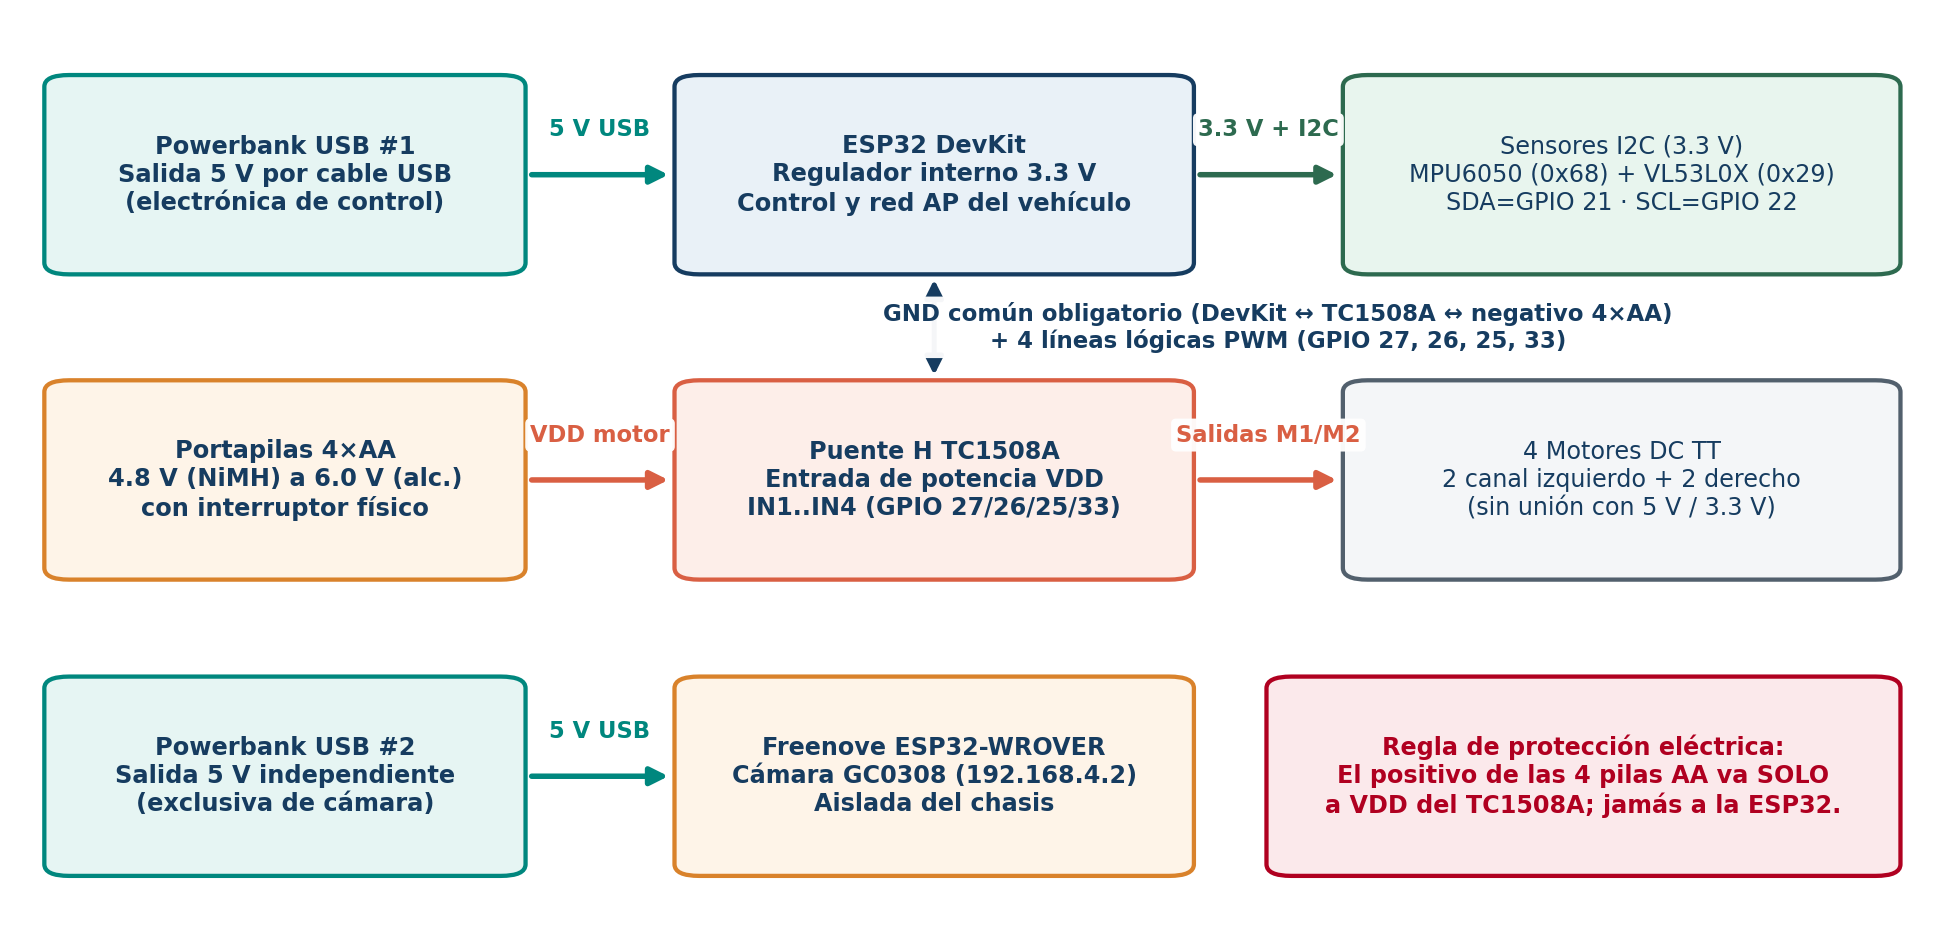 Powerbank USB #1
Salida 5 V por cable USB
(electrónica de control)
5 V USB
ESP32 DevKit
Regulador interno 3.3 V
Control y red AP del vehículo
3.3 V + I2C
Sensores I2C (3.3 V)
MPU6050 (0x68) + VL53L0X (0x29)
SDA=GPIO 21 · SCL=GPIO 22
GND común obligatorio (DevKit ↔ TC1508A ↔ negativo 4×AA)
+ 4 líneas lógicas PWM (GPIO 27, 26, 25, 33)
Portapilas 4×AA
4.8 V (NiMH) a 6.0 V (alc.)
con interruptor físico
VDD motor
Puente H TC1508A
Entrada de potencia VDD
IN1..IN4 (GPIO 27/26/25/33)
Salidas M1/M2
4 Motores DC TT
2 canal izquierdo + 2 derecho
(sin unión con 5 V / 3.3 V)
Powerbank USB #2
Salida 5 V independiente
(exclusiva de cámara)
5 V USB
Freenove ESP32-WROVER
Cámara GC0308 (192.168.4.2)
Aislada del chasis
Regla de protección eléctrica:
El positivo de las 4 pilas AA va SOLO
a VDD del TC1508A; jamás a la ESP32.